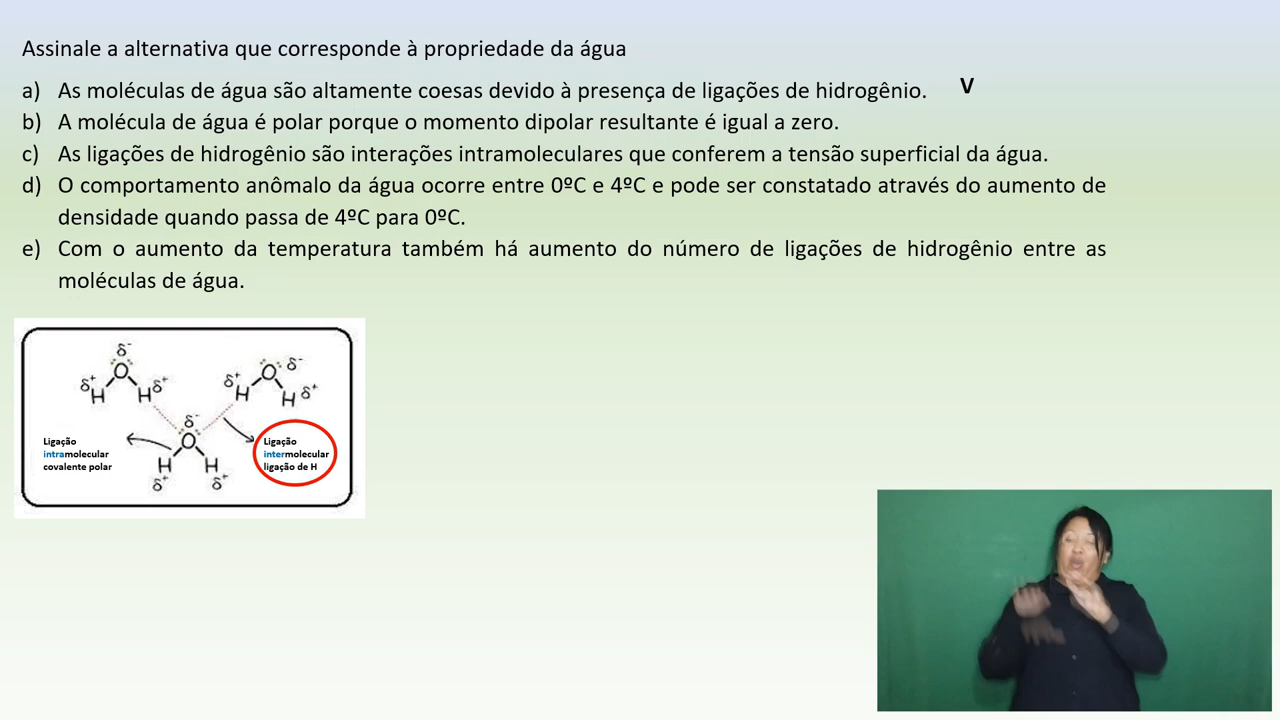 Assinale a alternativa que corresponde à propriedade da água
a) As moléculas de água são altamente coesas devido à presença de ligações de hidrogênio. V
b) A molécula de água é polar porque o momento dipolar resultante é igual a zero.
c) As ligações de hidrogênio são interações intramoleculares que conferem a tensão superficial da água.
d) O comportamento anômalo da água ocorre entre 0ºC e 4ºC e pode ser constatado através do aumento de
densidade quando passa de 4ºC para 0ºC.
e) Com o aumento da temperatura também há aumento do número de ligações de hidrogênio entre as
moléculas de água.
δ⁻
O
δ⁺ H H δ⁺
O δ⁻
δ⁺ H H δ⁺
δ⁻
O
H H
δ⁺ δ⁺
Ligação
intramolecular
covalente polar
Ligação
intermolecular
ligação de H